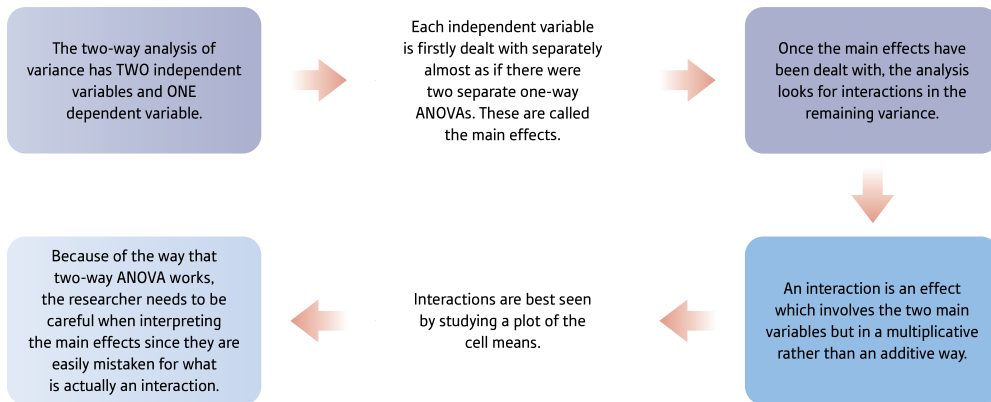 The two-way analysis of
variance has TWO independent
variables and ONE
dependent variable.
Each independent variable
is firstly dealt with separately
almost as if there were
two separate one-way
ANOVAs. These are called
the main effects.
Once the main effects have
been dealt with, the analysis
looks for interactions in the
remaining variance.
An interaction is an effect
which involves the two main
variables but in a multiplicative
rather than an additive way.
Interactions are best seen
by studying a plot of the
cell means.
Because of the way that
two-way ANOVA works,
the researcher needs to be
careful when interpreting
the main effects since they are
easily mistaken for what
is actually an interaction.